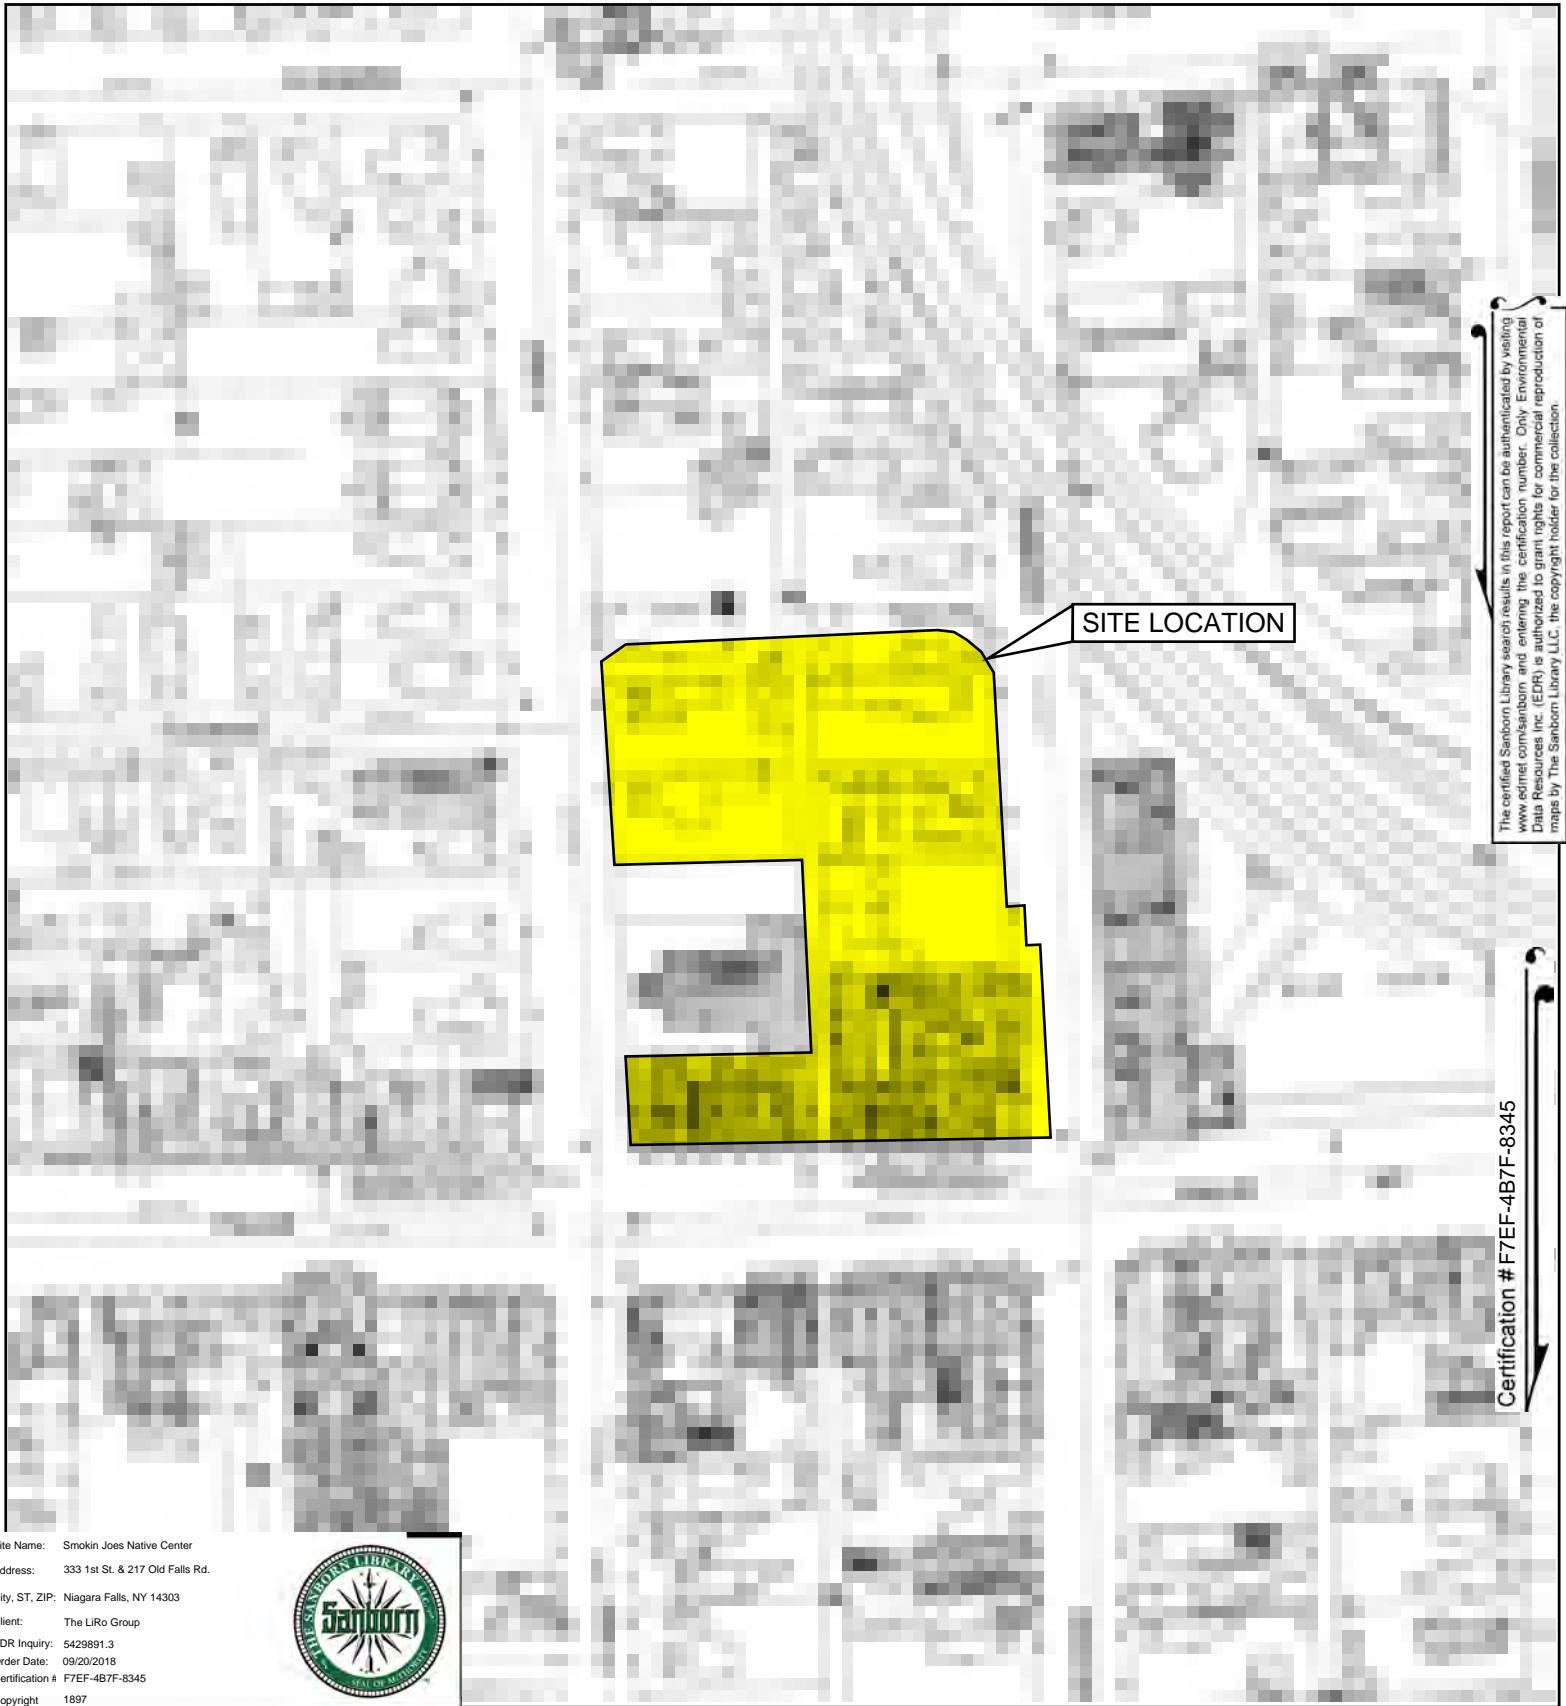 SITE LOCATION
The certified Sanborn Library search results in this report can be authenticated by visiting
www.edrnet.com/sanborn and entering the certification number. Only Environmental
Data Resources Inc. (EDR) is authorized to grant rights for commercial reproduction of
maps by The Sanborn Library LLC, the copyright holder for the collection.
Certification # F7EF-4B7F-8345
ite Name: Smokin Joes Native Center
ddress: 333 1st St. & 217 Old Falls Rd.
ity, ST, ZIP: Niagara Falls, NY 14303
lient: The LiRo Group
DR Inquiry: 5429891.3
rder Date: 09/20/2018
ertification # F7EF-4B7F-8345
opyright 1897
THE SANBORN LIBRARY, LLC
Sanborn
SEAL OF AUTHORITY